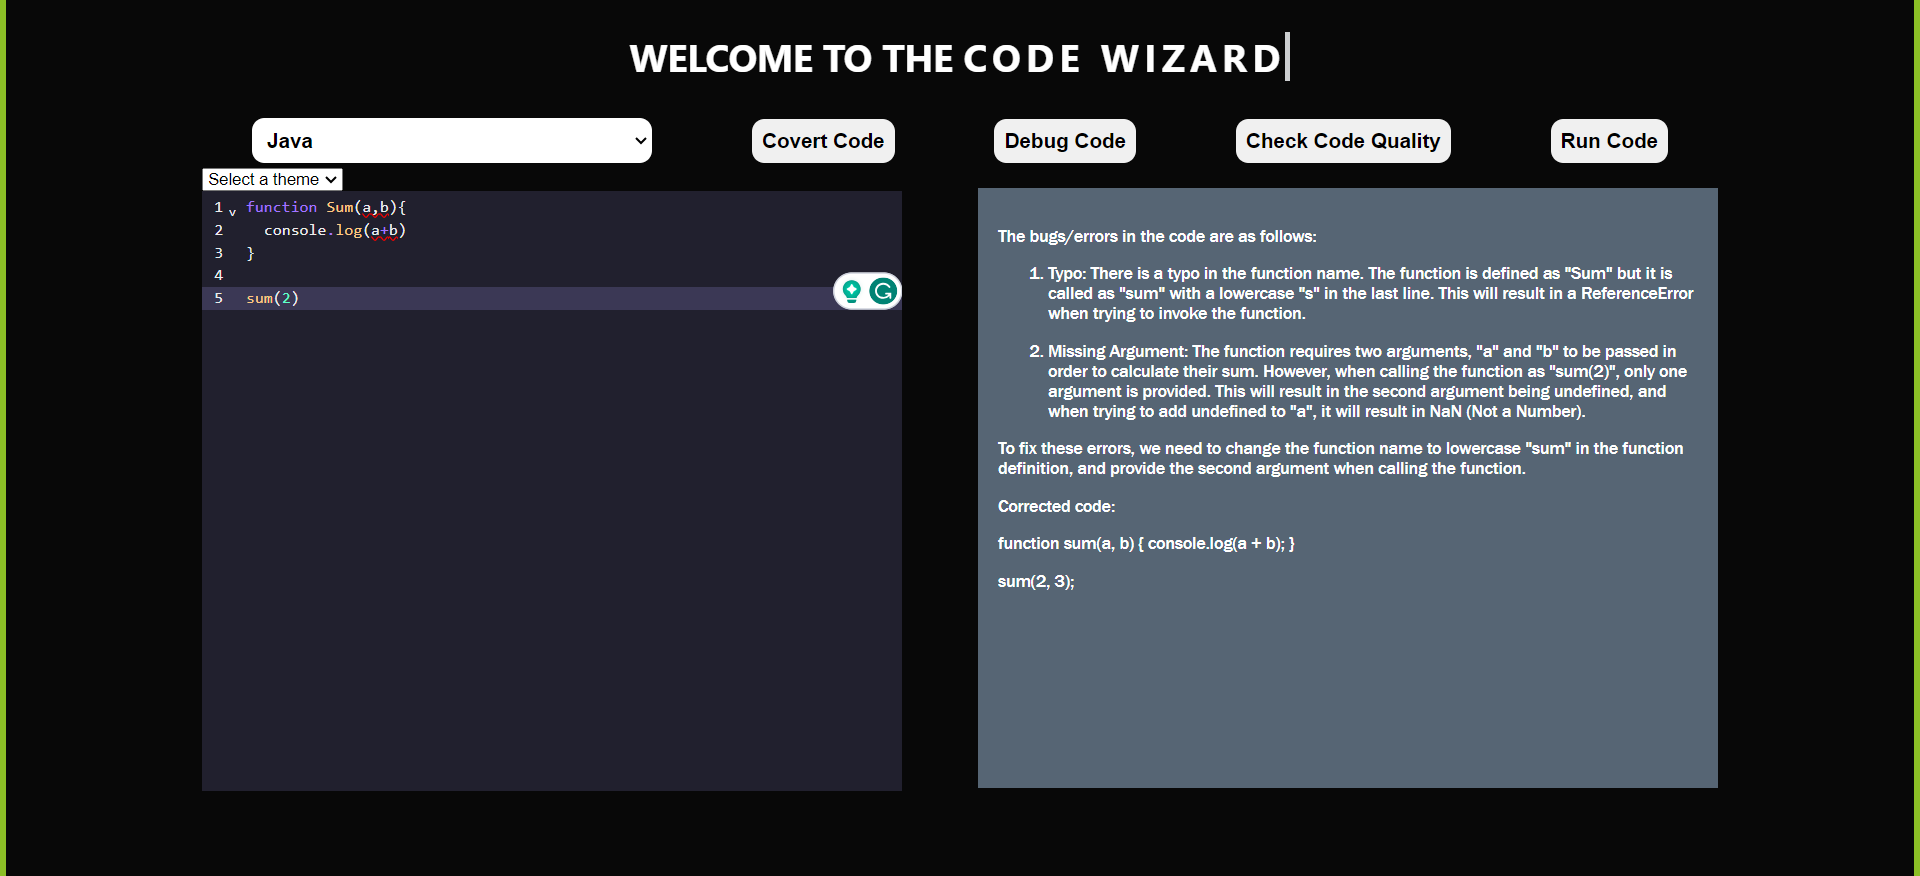 WELCOME TO THE CODE WIZARD
Java
Covert Code
Debug Code
Check Code Quality
Run Code
Select a theme
1 function Sum(a,b){
2 console.log(a+b)
3 }
4
5 sum(2)
The bugs/errors in the code are as follows:
1. Typo: There is a typo in the function name. The function is defined as "Sum" but it is
called as "sum" with a lowercase "s" in the last line. This will result in a ReferenceError
when trying to invoke the function.
2. Missing Argument: The function requires two arguments, "a" and "b" to be passed in
order to calculate their sum. However, when calling the function as "sum(2)", only one
argument is provided. This will result in the second argument being undefined, and
when trying to add undefined to "a", it will result in NaN (Not a Number).
To fix these errors, we need to change the function name to lowercase "sum" in the function
definition, and provide the second argument when calling the function.
Corrected code:
function sum(a, b) { console.log(a + b); }
sum(2, 3);